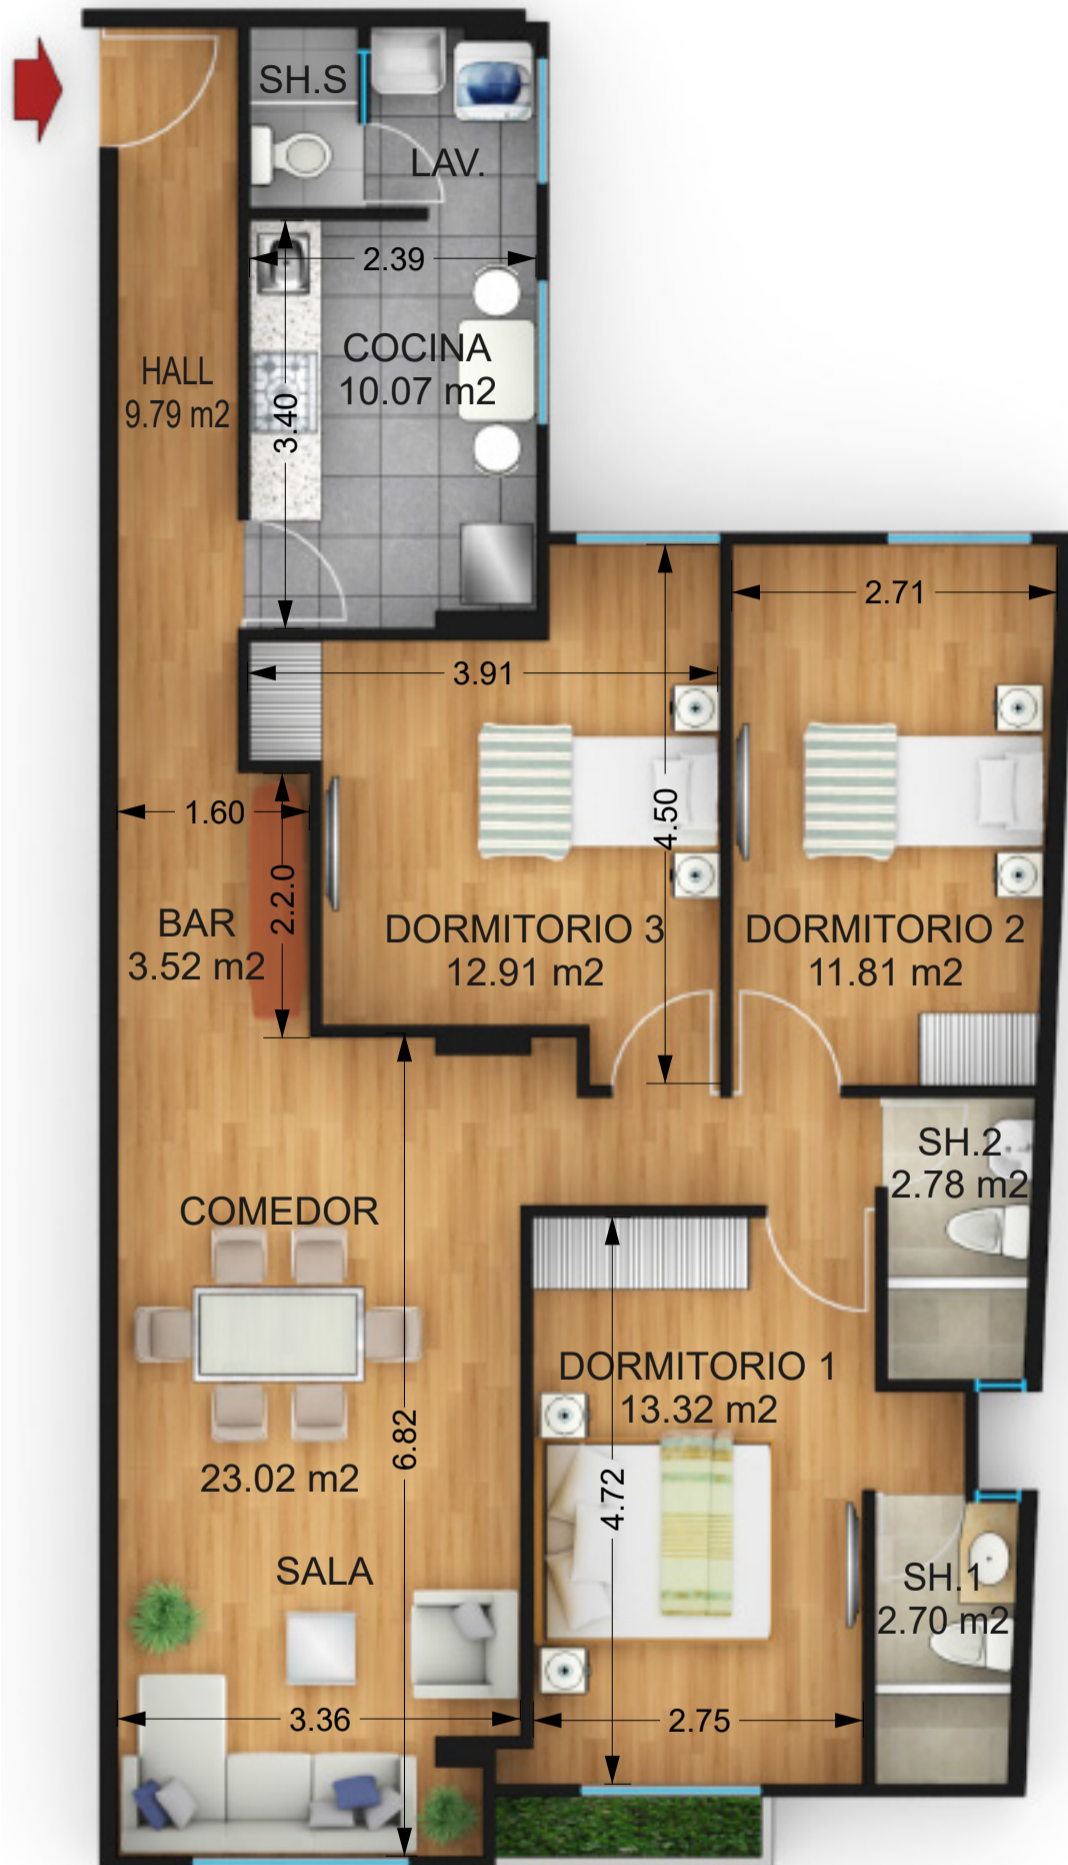 SH.S
LAV.
2.39
COCINA
10.07 m2
3.40
HALL
9.79 m2
2.71
3.91
4.50
1.60
2.2.0
BAR
3.52 m2
DORMITORIO 3
12.91 m2
DORMITORIO 2
11.81 m2
SH.2
2.78 m2
COMEDOR
DORMITORIO 1
13.32 m2
6.82
23.02 m2
4.72
SALA
SH.1
2.70 m2
3.36
2.75